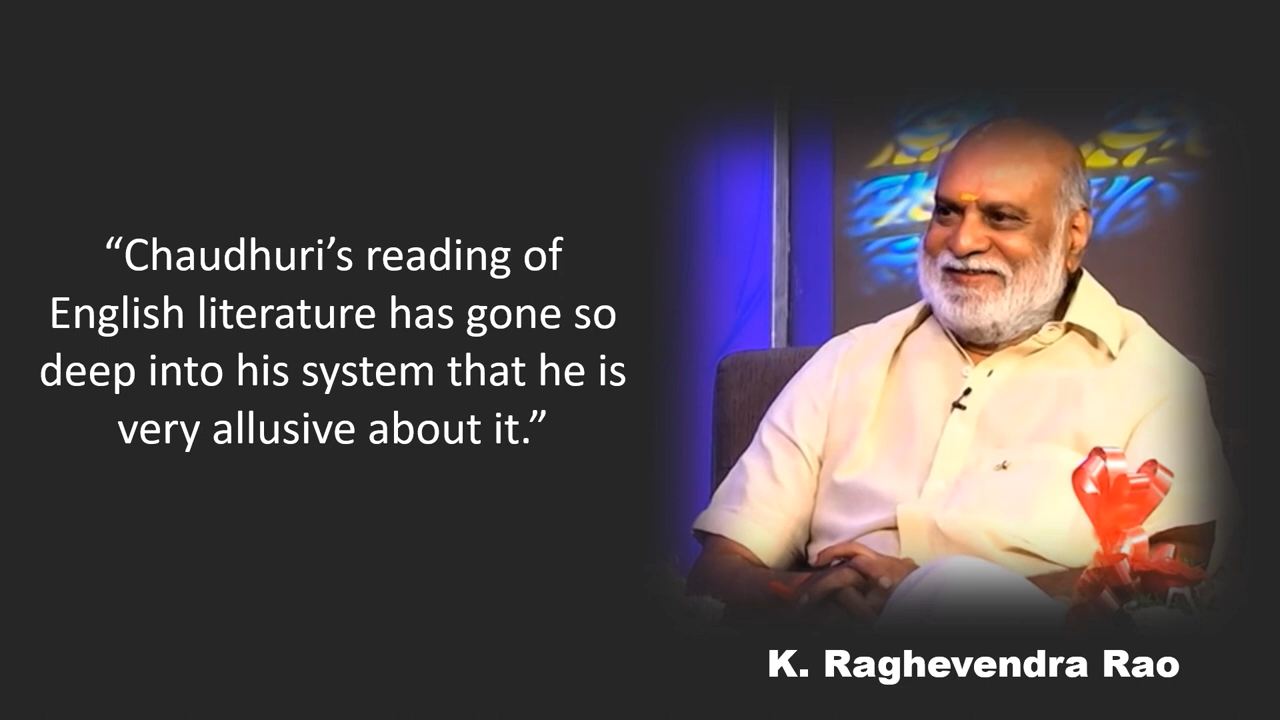 “Chaudhuri’s reading of
English literature has gone so
deep into his system that he is
very allusive about it.”
K. Raghevendra Rao